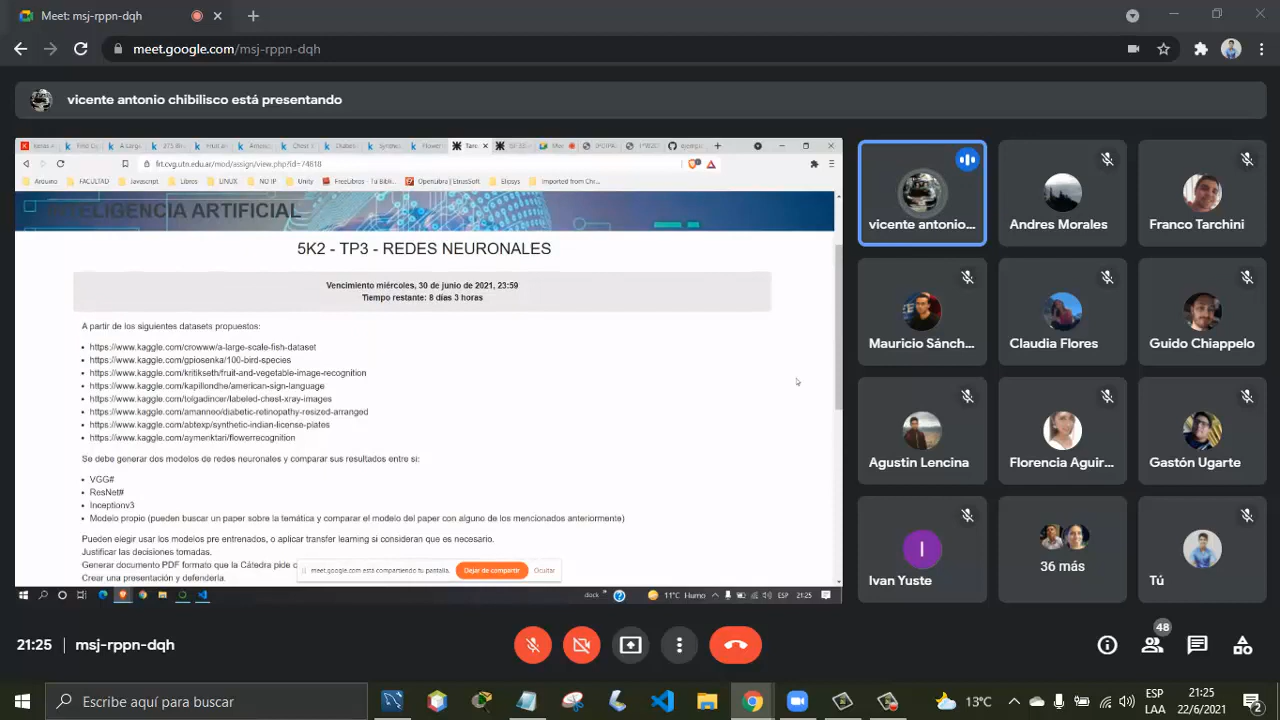 Meet: msj-rppn-dqh
meet.google.com/msj-rppn-dqh
vicente antonio chibilisco está presentando
frt.cvg.utn.edu.ar/mod/assign/view.php?id=74818
Arduino FACULTAD Javascript Libros LINUX NO IP Unity FreeLibros - Tu Bibl... OpenLibra | EtnasSoft Elipsys Imported from Chr...
INTELIGENCIA ARTIFICIAL
5K2 - TP3 - REDES NEURONALES
Vencimiento miércoles, 30 de junio de 2021, 23:59
Tiempo restante: 8 días 3 horas
A partir de los siguientes datasets propuestos:
• https://www.kaggle.com/crowww/a-large-scale-fish-dataset
• https://www.kaggle.com/gpiosenka/100-bird-species
• https://www.kaggle.com/kritikseth/fruit-and-vegetable-image-recognition
• https://www.kaggle.com/kapillondhe/american-sign-language
• https://www.kaggle.com/tolgadincer/labeled-chest-xray-images
• https://www.kaggle.com/amanneo/diabetic-retinopathy-resized-arranged
• https://www.kaggle.com/abtexp/synthetic-indian-license-plates
• https://www.kaggle.com/aymeriktari/flowerrecognition
Se debe generar dos modelos de redes neuronales y comparar sus resultados entre si:
• VGG#
• ResNet#
• Inceptionv3
• Modelo propio (pueden buscar un paper sobre la temática y comparar el modelo del paper con alguno de los mencionados anteriormente)
Pueden elegir usar los modelos pre entrenados, o aplicar transfer learning si consideran que es necesario.
Justificar las decisiones tomadas.
Generar documento PDF formato que la Cátedra pide
Crear una presentación y defenderla.
meet.google.com está compartiendo tu pantalla. Dejar de compartir Ocultar
dock 11°C Humo ESP 21:25
vicente antonio... Andres Morales Franco Tarchini
Mauricio Sánch... Claudia Flores Guido Chiappelo
Agustin Lencina Florencia Aguir... Gastón Ugarte
I
Ivan Yuste 36 más Tú
21:25 | msj-rppn-dqh
48
Escribe aquí para buscar
13°C
ESP
LAA
21:25
22/6/2021
2